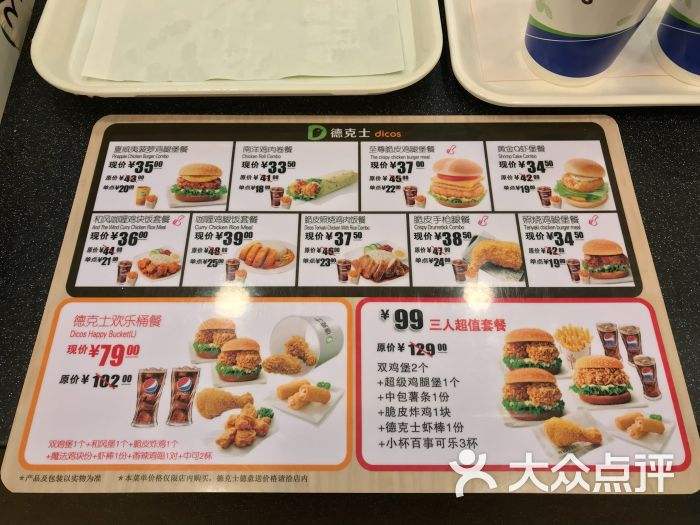 德克士 dicos
夏威夷菠萝鸡腿堡餐
Pineapple Chicken Burger Combo
现价¥35.00
原价¥43.00
单点¥20.00
南洋鸡肉卷餐
Chicken Roll Combo
现价¥33.50
原价¥41.00
单点¥18.00
至尊脆皮鸡腿堡餐
The crispy chicken burger meal
现价¥37.00
原价¥45.00
单点¥22.00
黄金Q虾堡餐
Shrimp Cake Combo
现价¥34.50
原价¥42.00
单点¥19.00
和风咖喱鸡块饭套餐
And The Wind Curry Chicken Rice Meal
现价¥36.00
原价¥44.00
单点¥21.00
咖喱鸡腿饭套餐
Curry Chicken Rice Meal
现价¥39.00
原价¥48.00
单点¥25.00
脆皮照烧鸡肉饭餐
Dicos Teriyaki Chicken With Rice Combo
现价¥37.50
原价¥46.00
单点¥23.00
脆皮手枪腿餐
Crispy Drumstick Combo
现价¥38.50
原价¥47.00
单点¥24.00
照烧鸡腿堡餐
Teriyaki chicken burger meal
现价¥34.50
原价¥42.00
单点¥19.00
德克士欢乐桶餐
Dicos Happy Bucket(L)
现价¥79.00
原价¥102.00
双鸡堡1个+和风堡1个+脆皮炸鸡1个
+魔法鸡块份+虾棒1份+香辣鸡翅1对+中可2杯
¥99 三人超值套餐
原价¥129.00
双鸡堡2个
+超级鸡腿堡1个
+中包薯条1份
+脆皮炸鸡1块
+德克士虾棒1份
+小杯百事可乐3杯
*产品及包装以实物为准
*本菜单价格仅限店内购买，德克士德意送价格请洽店内
大众点评